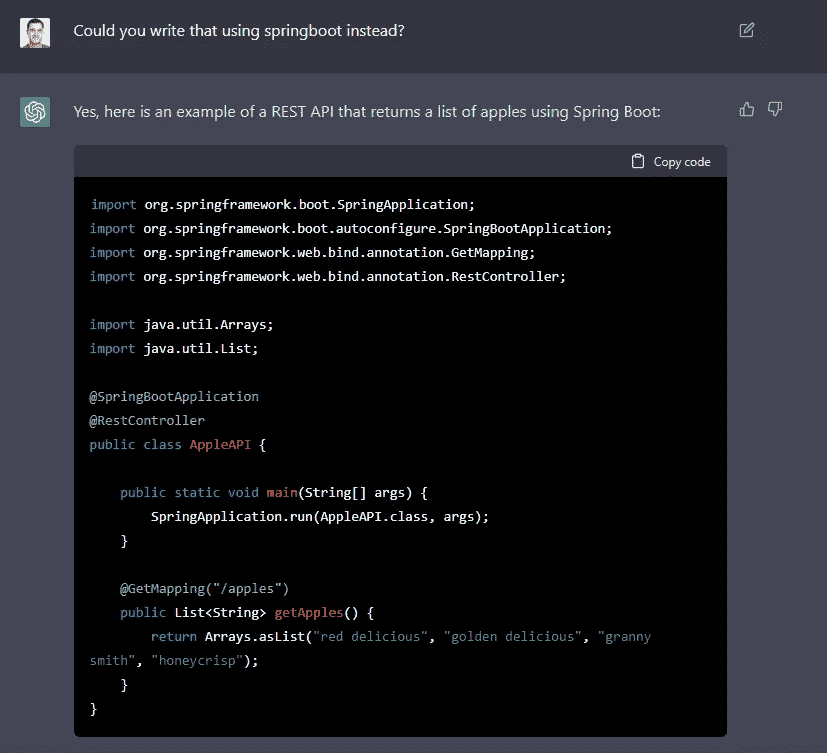 Could you write that using springboot instead?
Yes, here is an example of a REST API that returns a list of apples using Spring Boot:
Copy code
import org.springframework.boot.SpringApplication;
import org.springframework.boot.autoconfigure.SpringBootApplication;
import org.springframework.web.bind.annotation.GetMapping;
import org.springframework.web.bind.annotation.RestController;

import java.util.Arrays;
import java.util.List;

@SpringBootApplication
@RestController
public class AppleAPI {

    public static void main(String[] args) {
        SpringApplication.run(AppleAPI.class, args);
    }

    @GetMapping("/apples")
    public List<String> getApples() {
        return Arrays.asList("red delicious", "golden delicious", "granny
smith", "honeycrisp");
    }
}